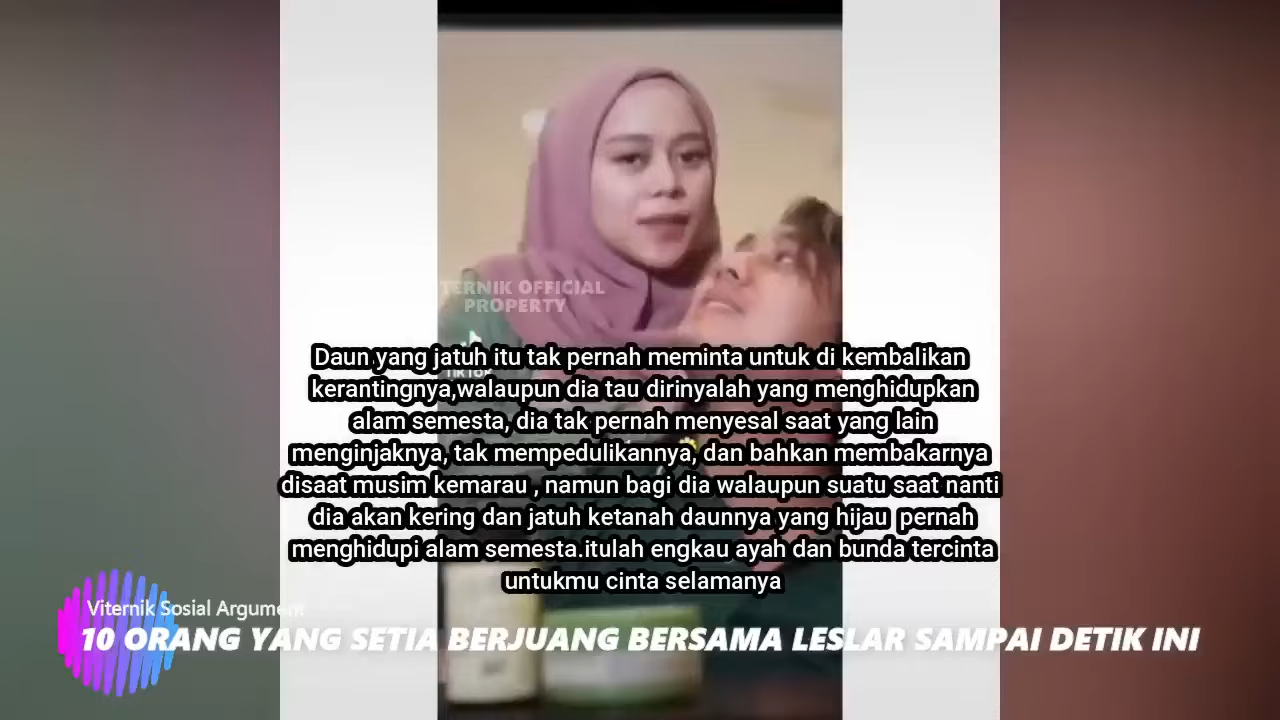 TERNIK OFFICIAL
PROPERTY
Daun yang jatuh itu tak pernah meminta untuk di kembalikan
kerantingnya,walaupun dia tau dirinyalah yang menghidupkan
alam semesta, dia tak pernah menyesal saat yang lain
menginjaknya, tak mempedulikannya, dan bahkan membakarnya
disaat musim kemarau , namun bagi dia walaupun suatu saat nanti
dia akan kering dan jatuh ketanah daunnya yang hijau pernah
menghidupi alam semesta.itulah engkau ayah dan bunda tercinta
untukmu cinta selamanya
Viternik Sosial Argument
10 ORANG YANG SETIA BERJUANG BERSAMA LESLAR SAMPAI DETIK INI